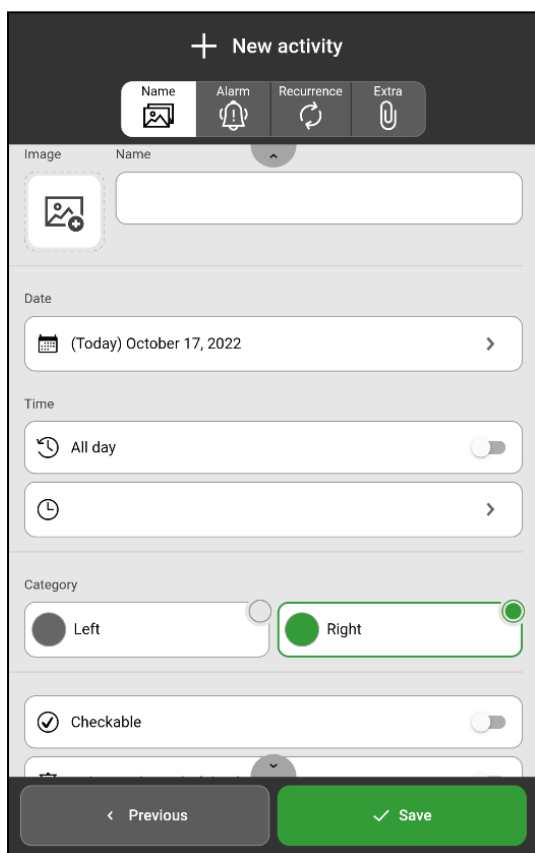 New activity
Name Alarm Recurrence Extra
Image Name
Date
(Today) October 17, 2022
Time
All day
Category
Left Right
Checkable
Previous Save